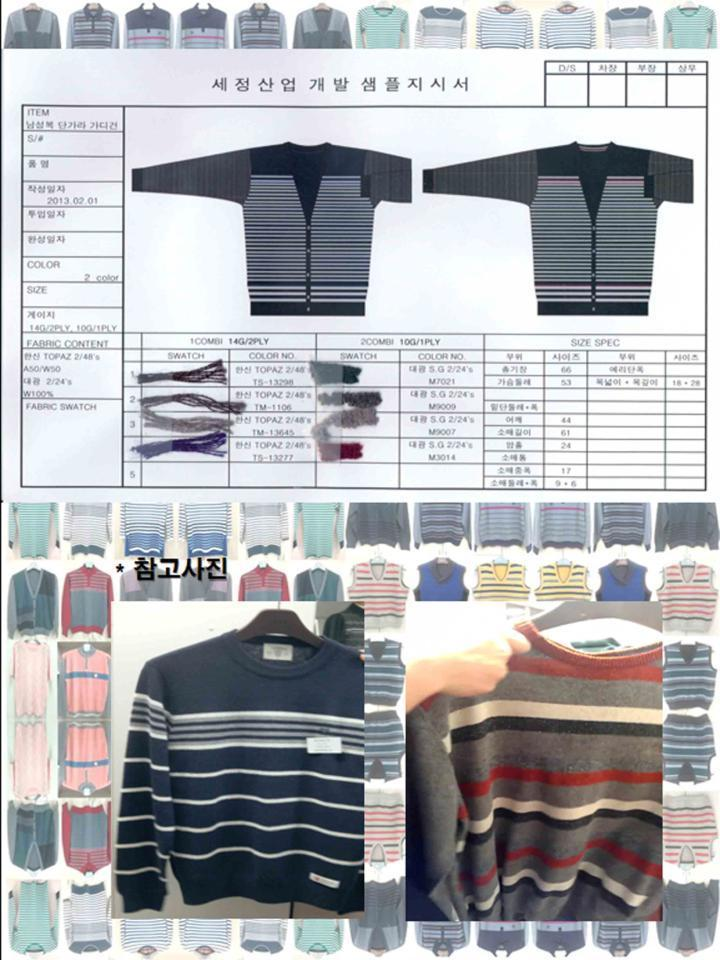 세정산업 개발 샘플지시서
D/S 차장 부장 상무
ITEM
남성복 단가라 가디건
S/#
품 명
작성일자
2013.02.01
투입일자
완성일자
COLOR
2 color
SIZE
게이지
14G/2PLY, 10G/1PLY
FABRIC CONTENT
한신 TOPAZ 2/48's
A50/W50
대광 2/24's
W100%
FABRIC SWATCH
1COMBI 14G/2PLY 2COMBI 10G/1PLY SIZE SPEC
SWATCH COLOR NO. SWATCH COLOR NO. 부위 사이즈 부위 사이즈
1 한신 TOPAZ 2/48's 대광 S.G 2/24's 총기장 66 에리단폭
TS-13298 M7021 가슴둘레 53 목넓이·목깊이 18·28
2 한신 TOPAZ 2/48's 대광 S.G 2/24's
TM-1106 M9009 밑단둘레·폭
3 한신 TOPAZ 2/48's 대광 S.G 2/24's 어깨 44
TM-13645 M9007 소매길이 61
한신 TOPAZ 2/48's 대광 S.G 2/24's 암홀 24
TS-13277 M3014 소매통
5 소매중폭 17
소매둘레·폭 9·6
* 참고사진